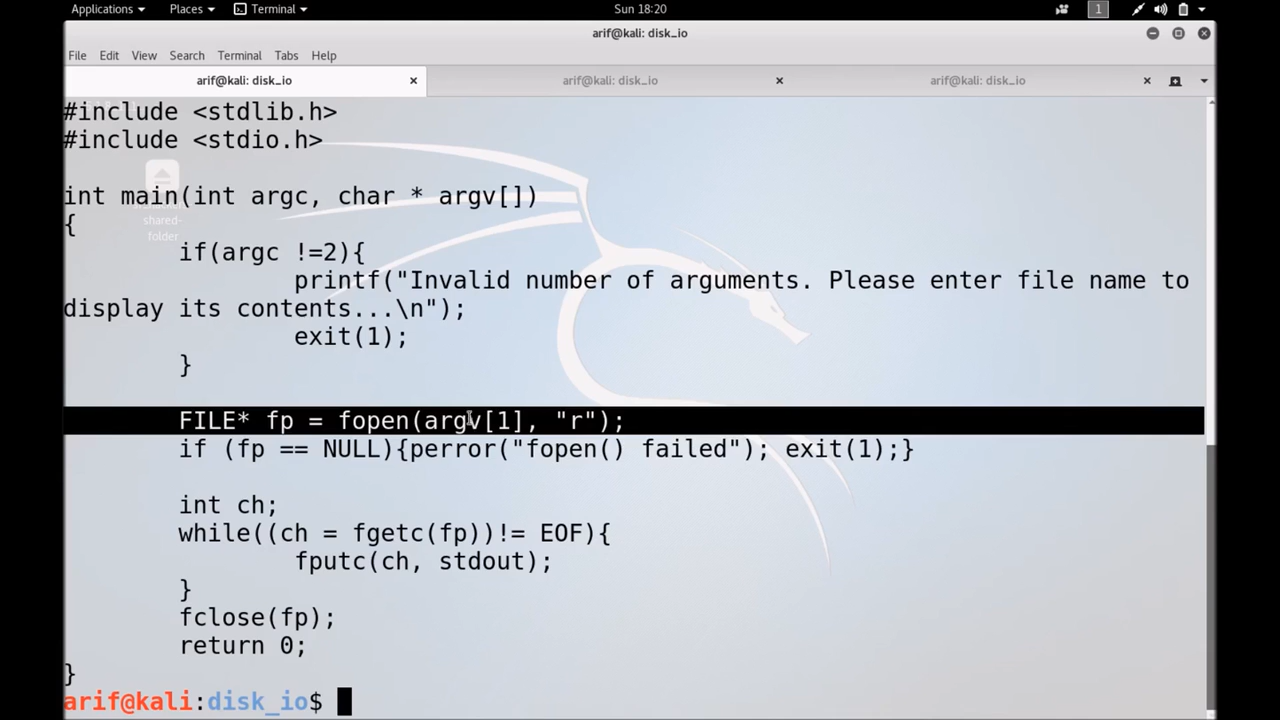 Applications Places Terminal Sun 18:20 1
arif@kali: disk_io
File Edit View Search Terminal Tabs Help
arif@kali: disk_io × arif@kali: disk_io × arif@kali: disk_io ×
#include <stdlib.h>
#include <stdio.h>
int main(int argc, char * argv[])
{
if(argc !=2){
printf("Invalid number of arguments. Please enter file name to
display its contents...\n");
exit(1);
}
FILE* fp = fopen(argv[1], "r");
if (fp == NULL){perror("fopen() failed"); exit(1);}
int ch;
while((ch = fgetc(fp))!= EOF){
fputc(ch, stdout);
}
fclose(fp);
return 0;
}
arif@kali:disk_io$
shared-
folder